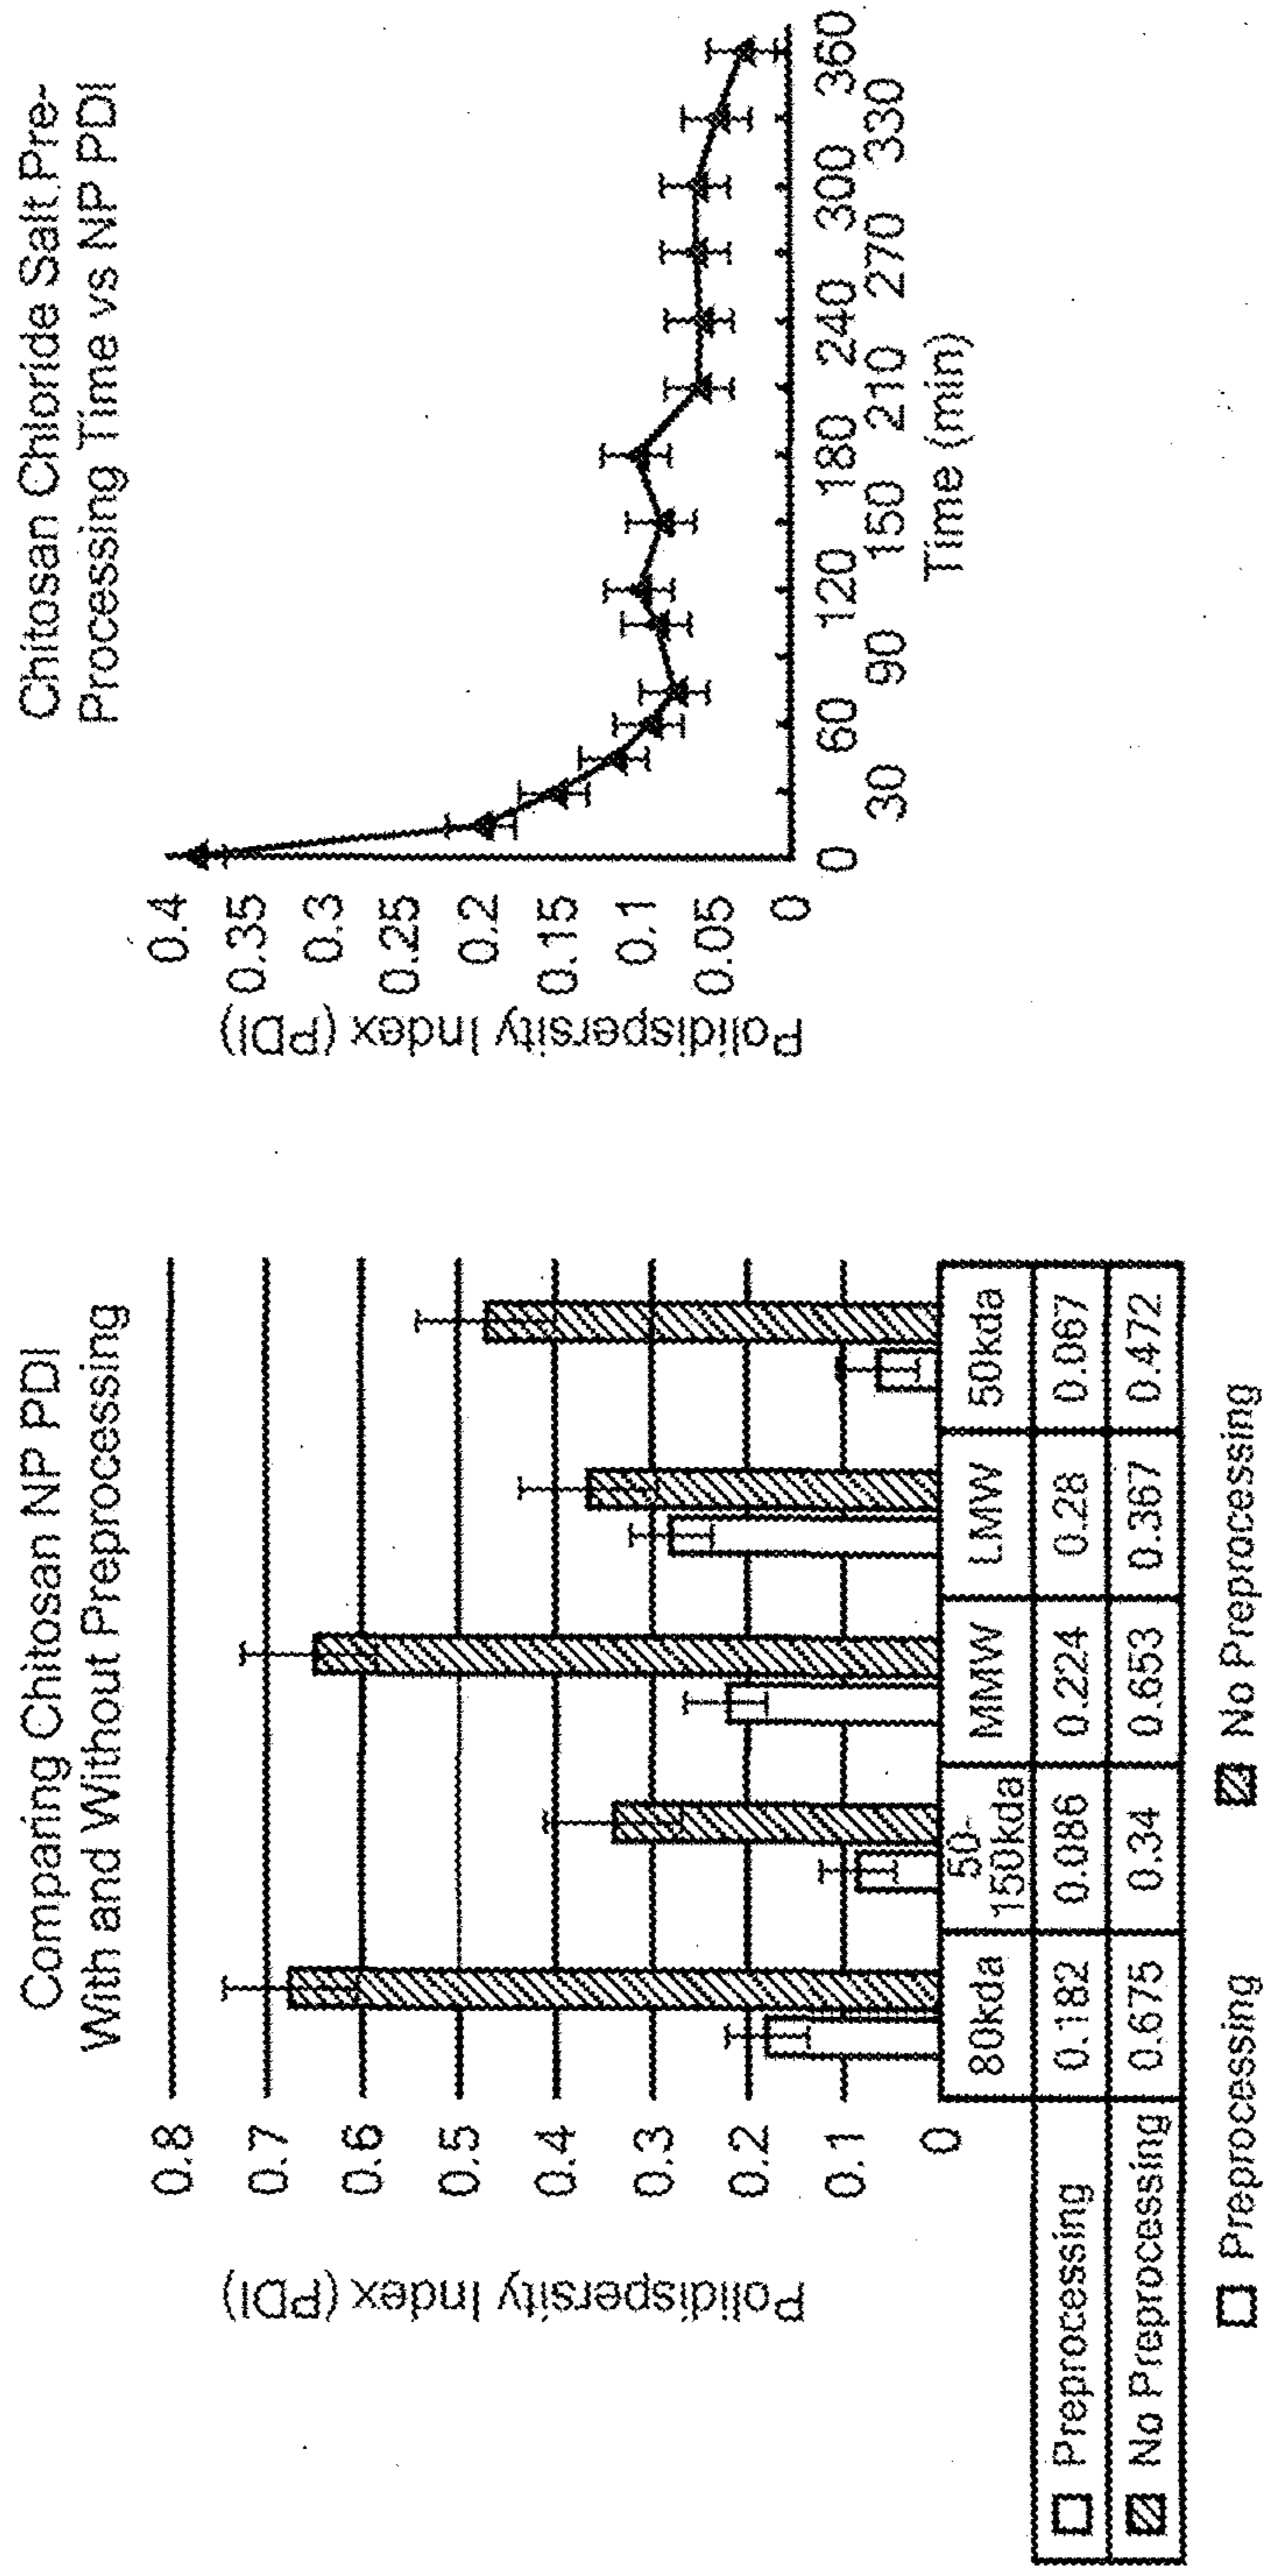 Comparing Chitosan NP PDI
With and Without Preprocessing
Polidispersity Index (PDI)
0.8
0.7
0.6
0.5
0.4
0.3
0.2
0.1
0
80kda 50-150kda MMW LMW 50kda
Preprocessing 0.182 0.086 0.224 0.28 0.067
No Preprocessing 0.675 0.34 0.653 0.367 0.472
Preprocessing No Preprocessing
Chitosan Chloride Salt Pre-
Processing Time vs NP PDI
Polidispersity Index (PDI)
0.4
0.35
0.3
0.25
0.2
0.15
0.1
0.05
0
0 60 120 180 240 300 360
30 90 150 210 270 330
Time (min)